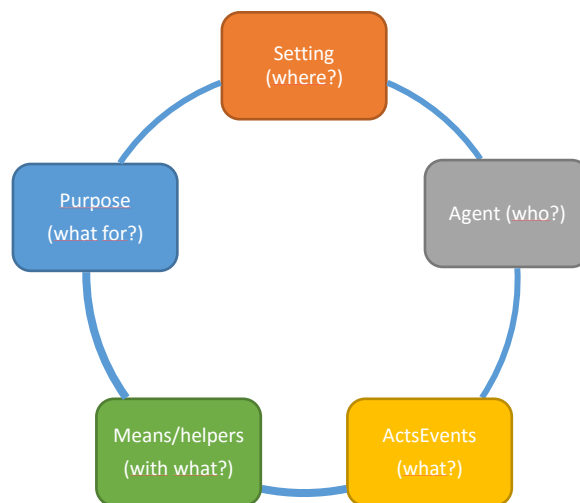 Setting
(where?)
Agent (who?)
ActsEvents
(what?)
Means/helpers
(with what?)
Purpose
(what for?)